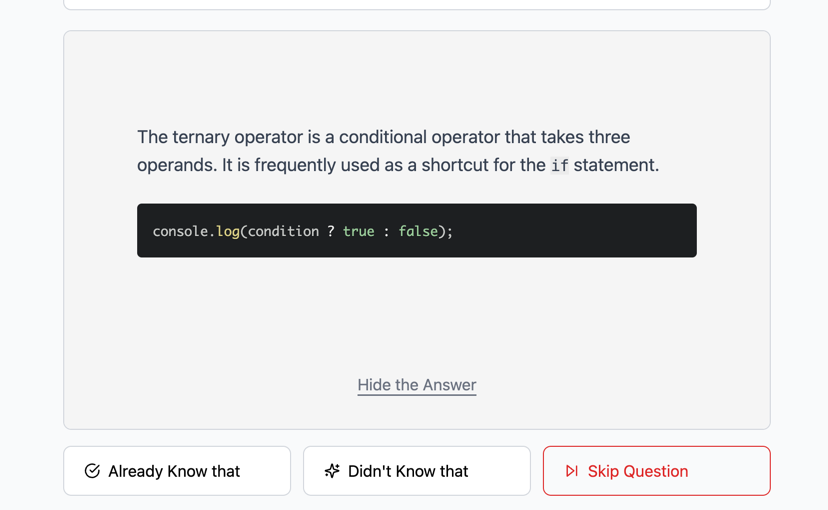 The ternary operator is a conditional operator that takes three
operands. It is frequently used as a shortcut for the if statement.
console.log(condition ? true : false);
Hide the Answer
Already Know that
Didn't Know that
Skip Question